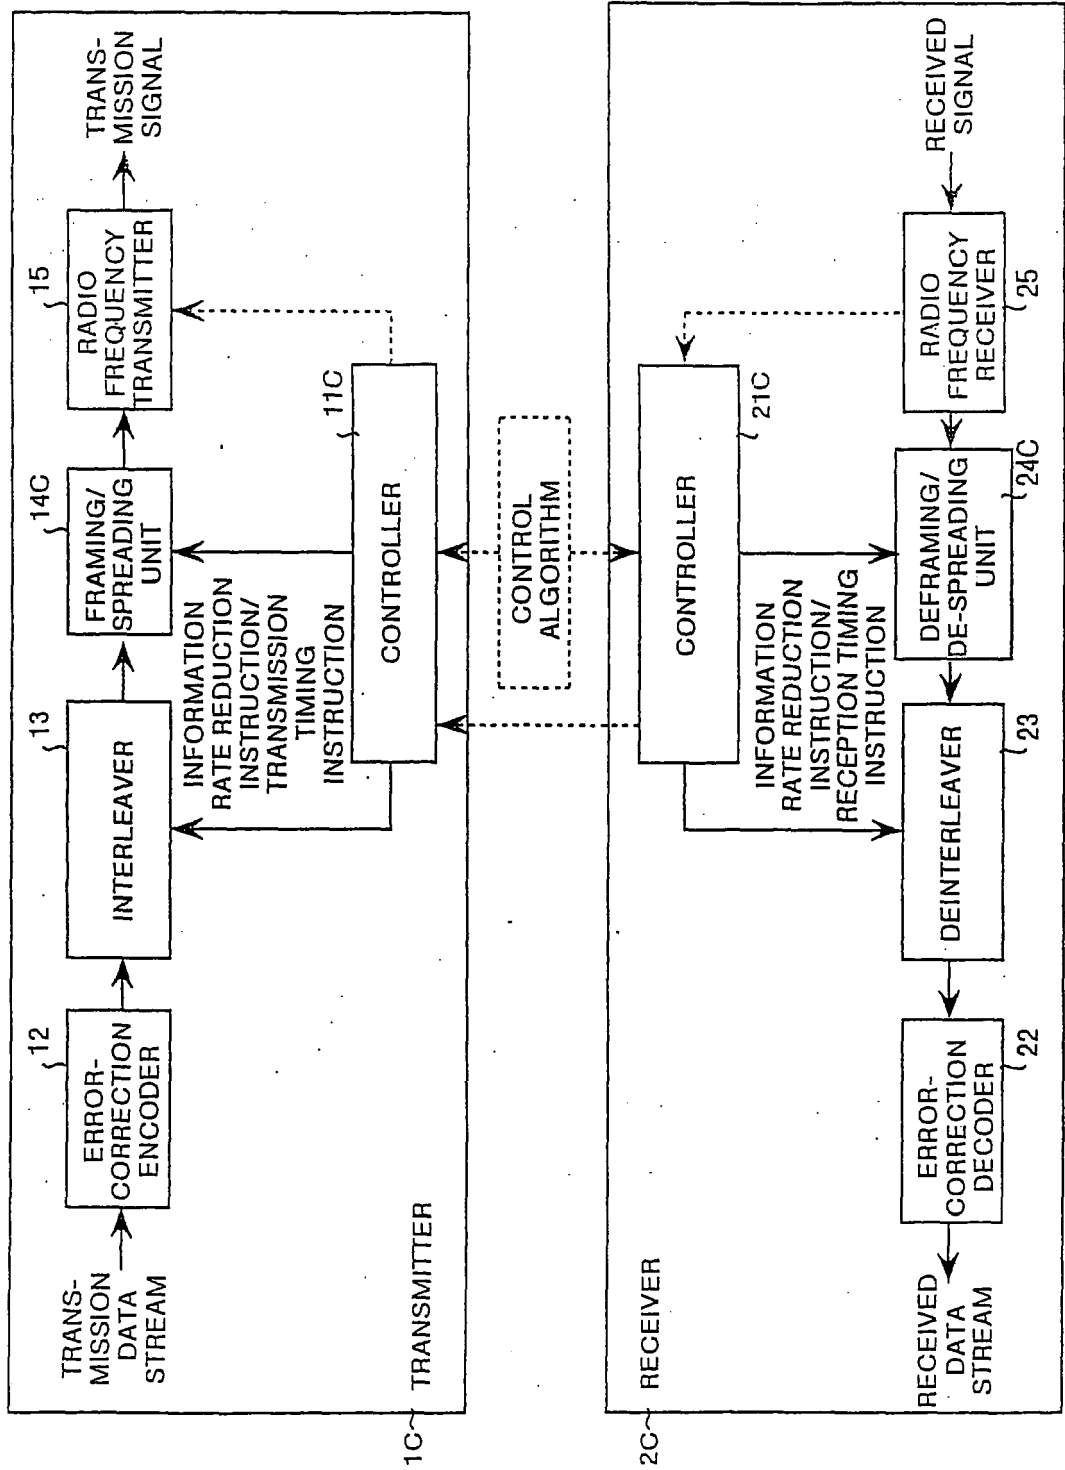 TRANS-
MISSION
DATA
STREAM
12
ERROR-
CORRECTION
ENCODER
13
INTERLEAVER
14C
FRAMING/
SPREADING
UNIT
15
RADIO
FREQUENCY
TRANSMITTER
TRANS-
MISSION
SIGNAL
INFORMATION
RATE REDUCTION
INSTRUCTION/
TRANSMISSION
TIMING
INSTRUCTION
11C
CONTROLLER
1C
TRANSMITTER
CONTROL
ALGORITHM
2C
RECEIVER
CONTROLLER
21C
INFORMATION
RATE REDUCTION
INSTRUCTION/
RECEPTION TIMING
INSTRUCTION
RECEIVED
DATA
STREAM
ERROR-
CORRECTION
DECODER
22
DEINTERLEAVER
23
DEFRAMING/
DE-SPREADING
UNIT
24C
RADIO
FREQUENCY
RECEIVER
25
RECEIVED
SIGNAL